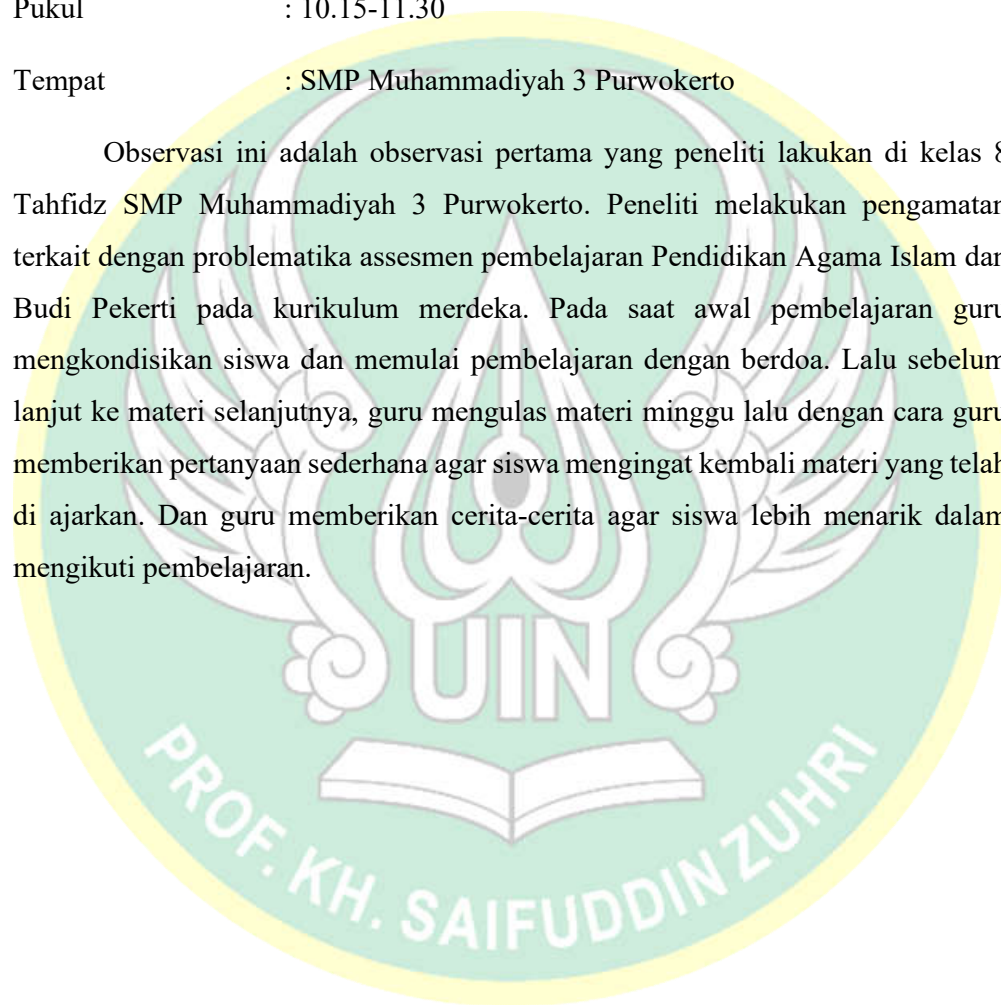 Pukul : 10.15-11.30
Tempat : SMP Muhammadiyah 3 Purwokerto
Observasi ini adalah observasi pertama yang peneliti lakukan di kelas 8
Tahfidz SMP Muhammadiyah 3 Purwokerto. Peneliti melakukan pengamatan
terkait dengan problematika assesmen pembelajaran Pendidikan Agama Islam dan
Budi Pekerti pada kurikulum merdeka. Pada saat awal pembelajaran guru
mengkondisikan siswa dan memulai pembelajaran dengan berdoa. Lalu sebelum
lanjut ke materi selanjutnya, guru mengulas materi minggu lalu dengan cara guru
memberikan pertanyaan sederhana agar siswa mengingat kembali materi yang telah
di ajarkan. Dan guru memberikan cerita-cerita agar siswa lebih menarik dalam
mengikuti pembelajaran.
UIN
PROF. KH. SAIFUDDIN ZUHRI